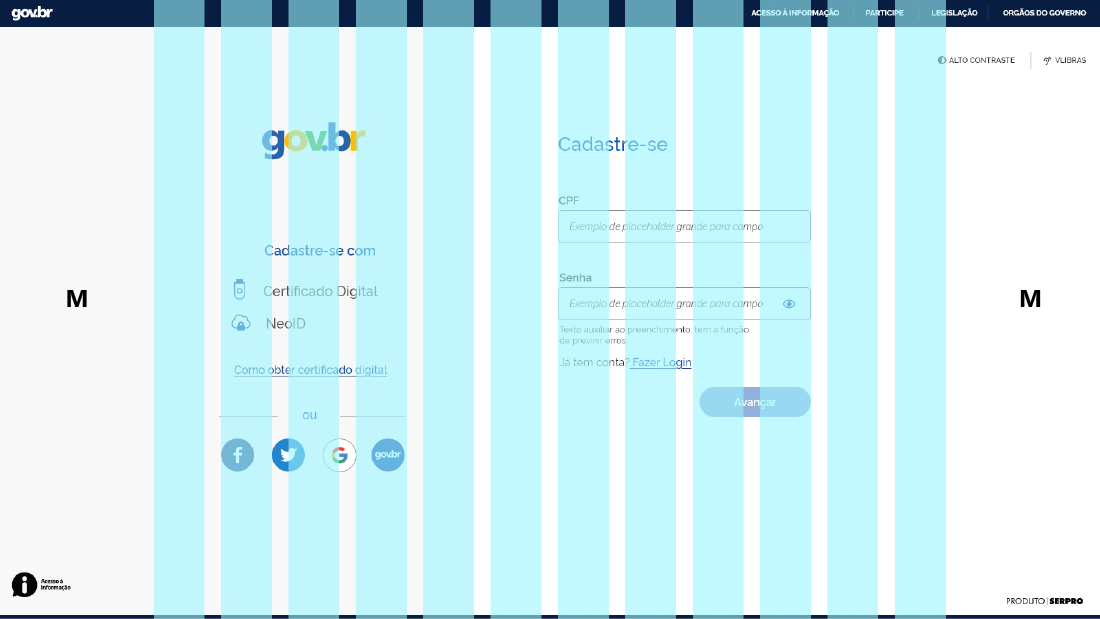 gov.br
ACESSO À INFORMAÇÃO
PARTICIPE
LEGISLAÇÃO
ORGÃOS DO GOVERNO
ALTO CONTRASTE
VLIBRAS
gov.br
Cadastre-se com
Certificado Digital
NeoID
Como obter certificado digital
ou
gov.br
Cadastre-se
CPF
Exemplo de placeholder grande para campo
Senha
Exemplo de placeholder grande para campo
Texto auxiliar ao preenchimento, tem a função
de previnir erros.
Já tem conta? Fazer Login
Avançar
M
M
Acesso à
Informação
PRODUTO | SERPRO